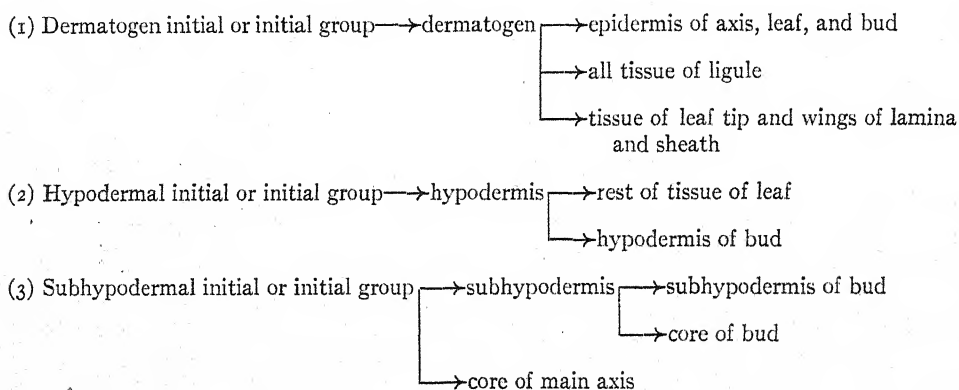 (1) Dermatogen initial or initial group→dermatogen→epidermis of axis, leaf, and bud
→all tissue of ligule
→tissue of leaf tip and wings of lamina
and sheath
(2) Hypodermal initial or initial group→hypodermis→rest of tissue of leaf
→hypodermis of bud
(3) Subhypodermal initial or initial group→subhypodermis→subhypodermis of bud
→core of bud
→core of main axis